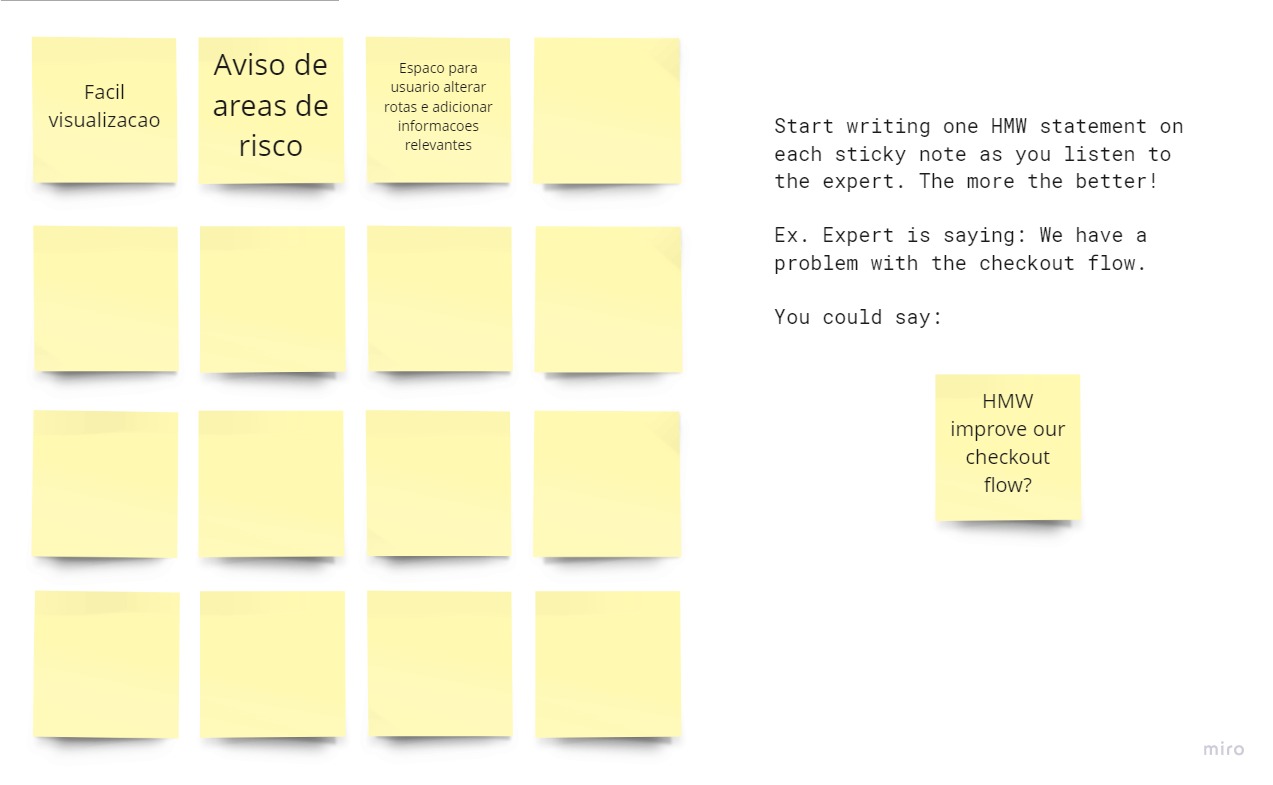 Facil
visualizacao
Aviso de
areas de
risco
Espaco para
usuario alterar
rotas e adicionar
informacoes
relevantes
Start writing one HMW statement on
each sticky note as you listen to
the expert. The more the better!
Ex. Expert is saying: We have a
problem with the checkout flow.
You could say:
HMW
improve our
checkout
flow?
miro